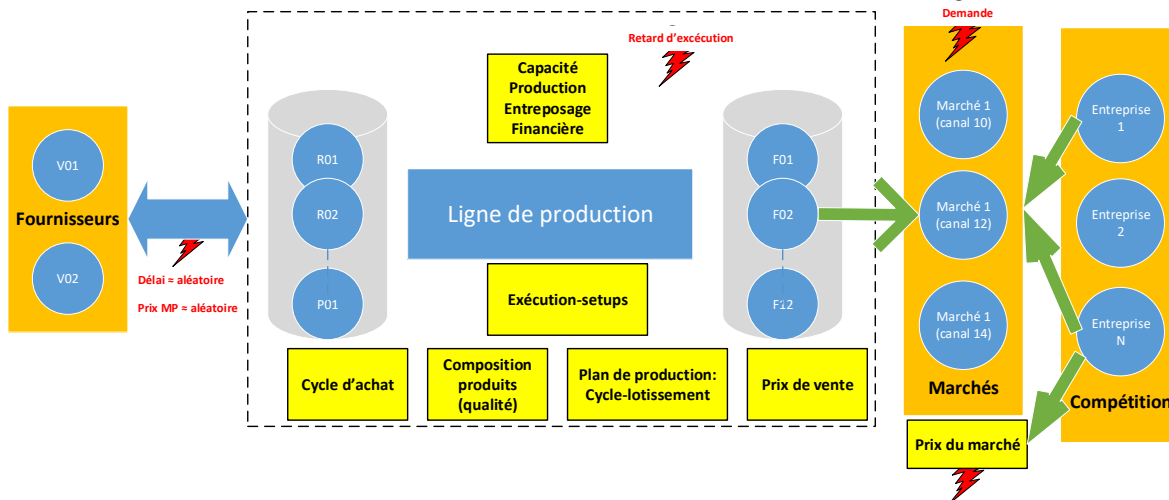 Demande
Retard d'excécution
Capacité
Production
Entreposage
Financière
Marché 1
(canal 10)
Entreprise
1
V01
R01
F01
Fournisseurs
R02
Ligne de production
F02
Marché 1
(canal 12)
Entreprise
2
V02
Délai ≈ aléatoire
Prix MP ≈ aléatoire
P01
Exécution-setups
F12
Marché 1
(canal 14)
Entreprise
N
Cycle d'achat
Composition
produits
(qualité)
Plan de production:
Cycle-lotissement
Prix de vente
Marchés
Compétition
Prix du marché